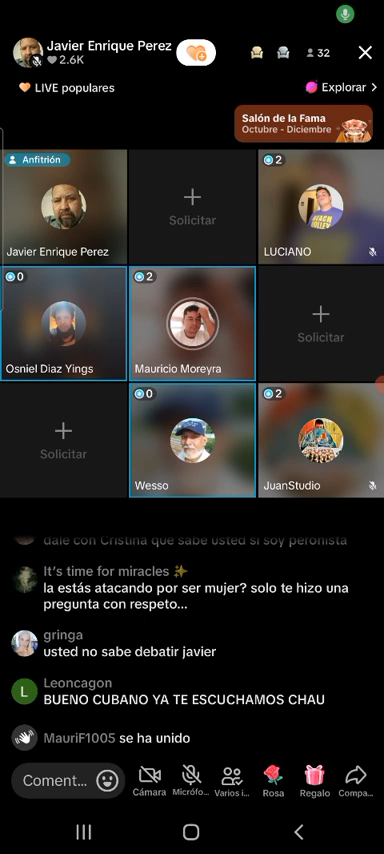 Javier Enrique Perez
2.6K
32
LIVE populares
Explorar
Salón de la Fama
Octubre - Diciembre
Anfitrión
Javier Enrique Perez
Solicitar
2
LUCIANO
0
Osniel Diaz Yings
2
Mauricio Moreyra
Solicitar
Solicitar
0
Wesso
2
JuanStudio
dale con Cristina que sabe usted si soy peronista
It's time for miracles ✨
la estás atacando por ser mujer? solo te hizo una
pregunta con respeto...
gringa
usted no sabe debatir javier
L
Leoncagon
BUENO CUBANO YA TE ESCUCHAMOS CHAU
MauriF1005 se ha unido
Coment...
Cámara
Micrófo...
Varios i...
Rosa
Regalo
Compa...